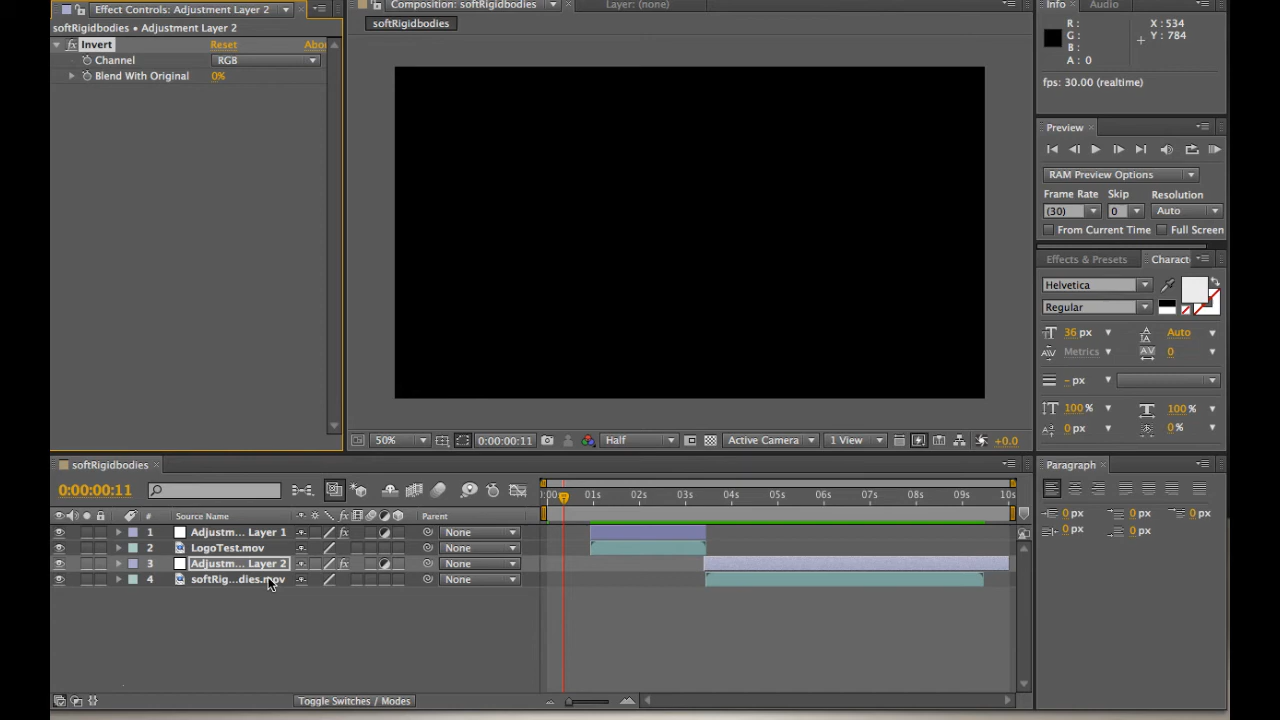 Effect Controls: Adjustment Layer 2
softRigidbodies • Adjustment Layer 2
Invert Reset Abou
Channel RGB
Blend With Original 0%
Composition: softRigidbodies
Layer: (none)
softRigidbodies
Info Audio
R: X : 534
G: Y : 784
B:
A : 0
fps: 30.00 (realtime)
Preview
RAM Preview Options
Frame Rate Skip Resolution
(30) 0 Auto
From Current Time Full Screen
Effects & Presets Charact
Helvetica
Regular
36 px Auto
Metrics 0
- px
100 % 100 %
0 px 0 %
50% 0:00:00:11 Half Active Camera 1 View +0.0
softRigidbodies
0:00:00:11
:00 01s 02s 03s 04s 05s 06s 07s 08s 09s 10s
# Source Name Parent
1 Adjustm... Layer 1 None
2 LogoTest.mov None
3 Adjustm... Layer 2 None
4 softRig...dies.mov None
Toggle Switches / Modes
Paragraph
0 px 0 px 0 px
0 px 0 px